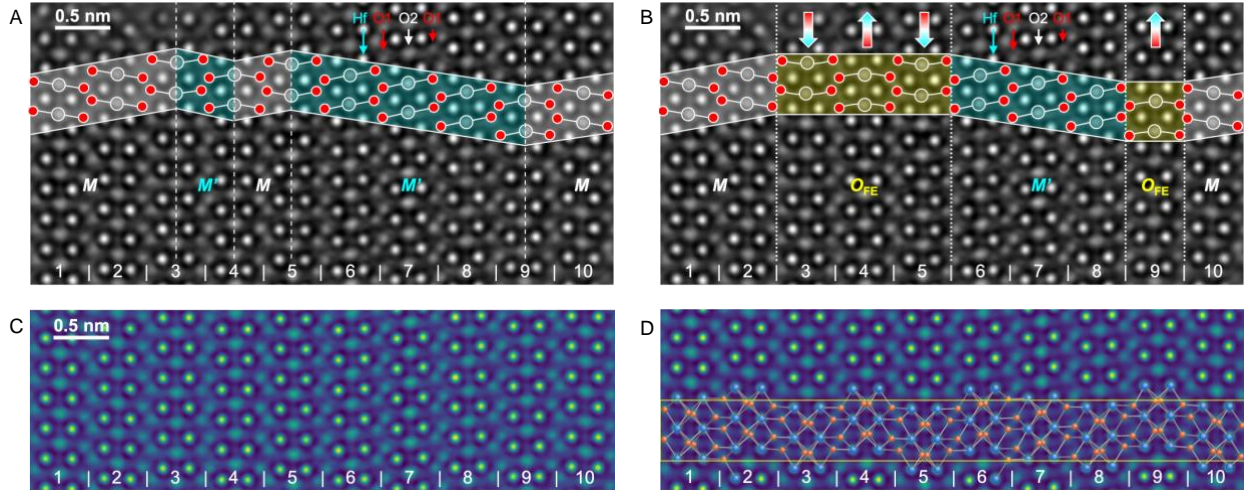 A
0.5 nm
Hf O1 O2 O1
M M' M M' M
1 | 2 | 3 | 4 | 5 | 6 | 7 | 8 | 9 | 10
B
0.5 nm
Hf O1 O2 O1
M OFE M' OFE M
1 | 2 | 3 | 4 | 5 | 6 | 7 | 8 | 9 | 10
C
0.5 nm
1 | 2 | 3 | 4 | 5 | 6 | 7 | 8 | 9 | 10
D
1 | 2 | 3 | 4 | 5 | 6 | 7 | 8 | 9 | 10